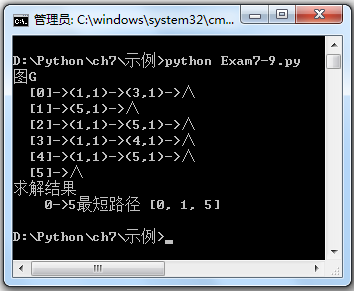 管理员: C:\windows\system32\cm...
D:\Python\ch7\示例>python Exam7-9.py
图G
[0]->(1,1)->(3,1)->∧
[1]->(5,1)->∧
[2]->(1,1)->(5,1)->∧
[3]->(1,1)->(4,1)->∧
[4]->(1,1)->(5,1)->∧
[5]->∧
求解结果
0->5最短路径 [0, 1, 5]
D:\Python\ch7\示例>